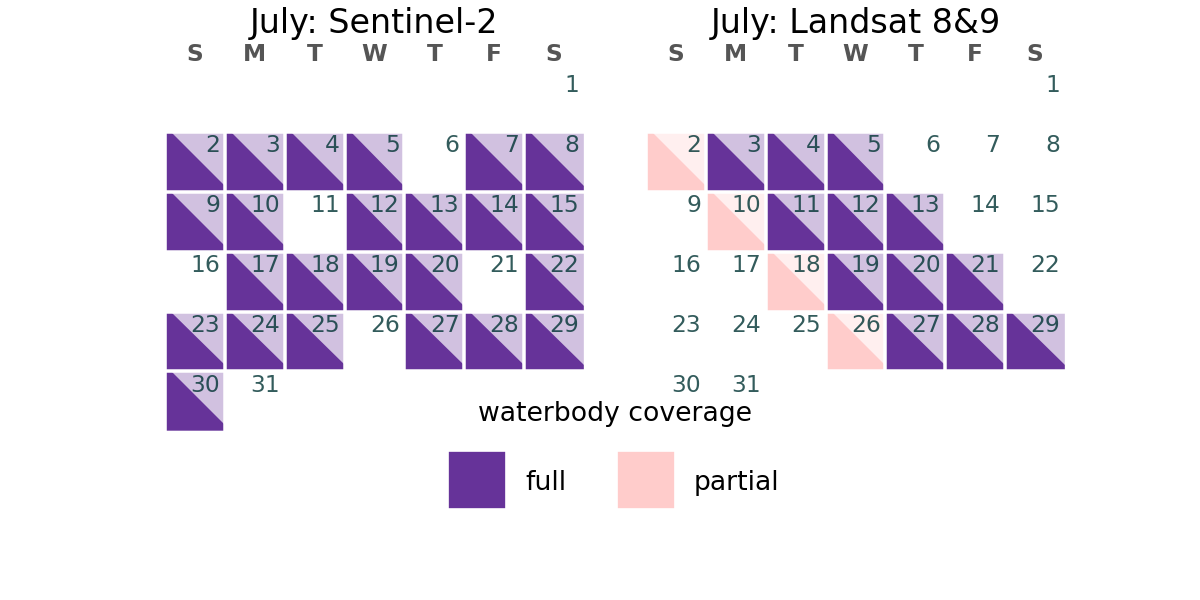 July: Sentinel-2
S M T W T F S
1
2 3 4 5 6 7 8
9 10 11 12 13 14 15
16 17 18 19 20 21 22
23 24 25 26 27 28 29
30 31
July: Landsat 8&9
S M T W T F S
1
2 3 4 5 6 7 8
9 10 11 12 13 14 15
16 17 18 19 20 21 22
23 24 25 26 27 28 29
30 31
waterbody coverage
full partial